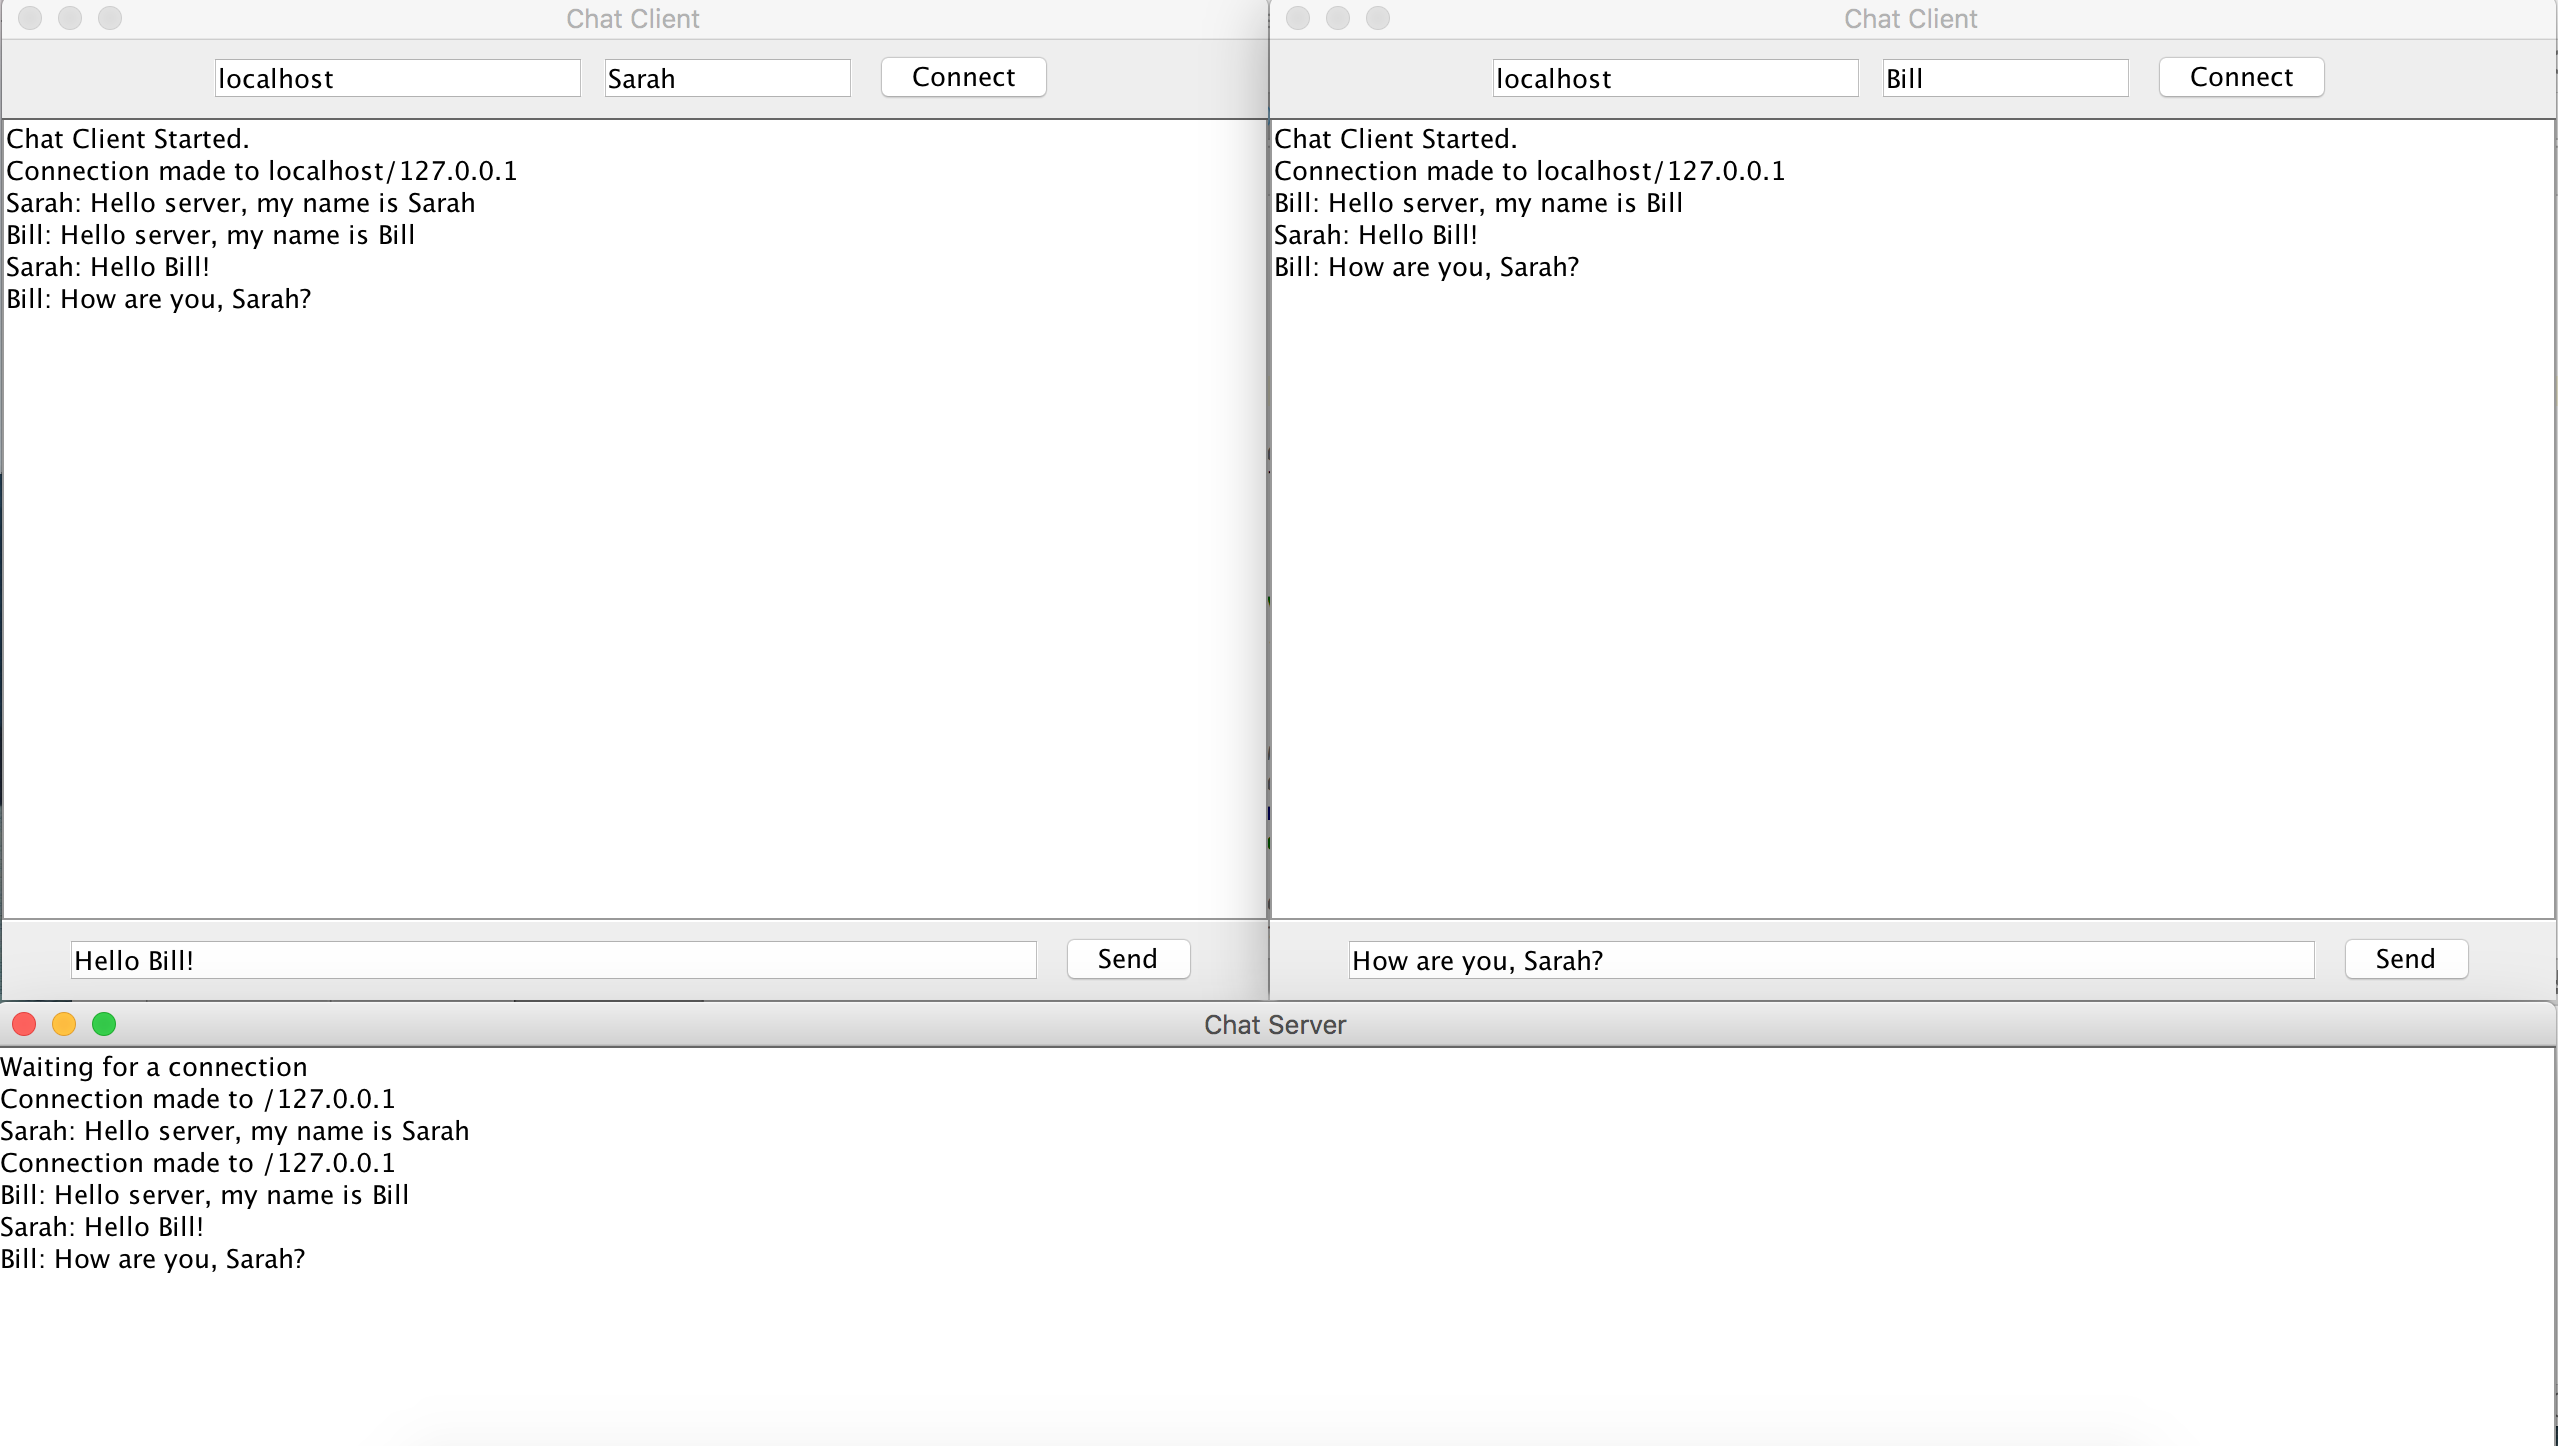 Chat Client
localhost
Sarah
Connect
Chat Client Started.
Connection made to localhost/127.0.0.1
Sarah: Hello server, my name is Sarah
Bill: Hello server, my name is Bill
Sarah: Hello Bill!
Bill: How are you, Sarah?
Hello Bill!
Send
Chat Client
localhost
Bill
Connect
Chat Client Started.
Connection made to localhost/127.0.0.1
Bill: Hello server, my name is Bill
Sarah: Hello Bill!
Bill: How are you, Sarah?
How are you, Sarah?
Send
Chat Server
Waiting for a connection
Connection made to /127.0.0.1
Sarah: Hello server, my name is Sarah
Connection made to /127.0.0.1
Bill: Hello server, my name is Bill
Sarah: Hello Bill!
Bill: How are you, Sarah?